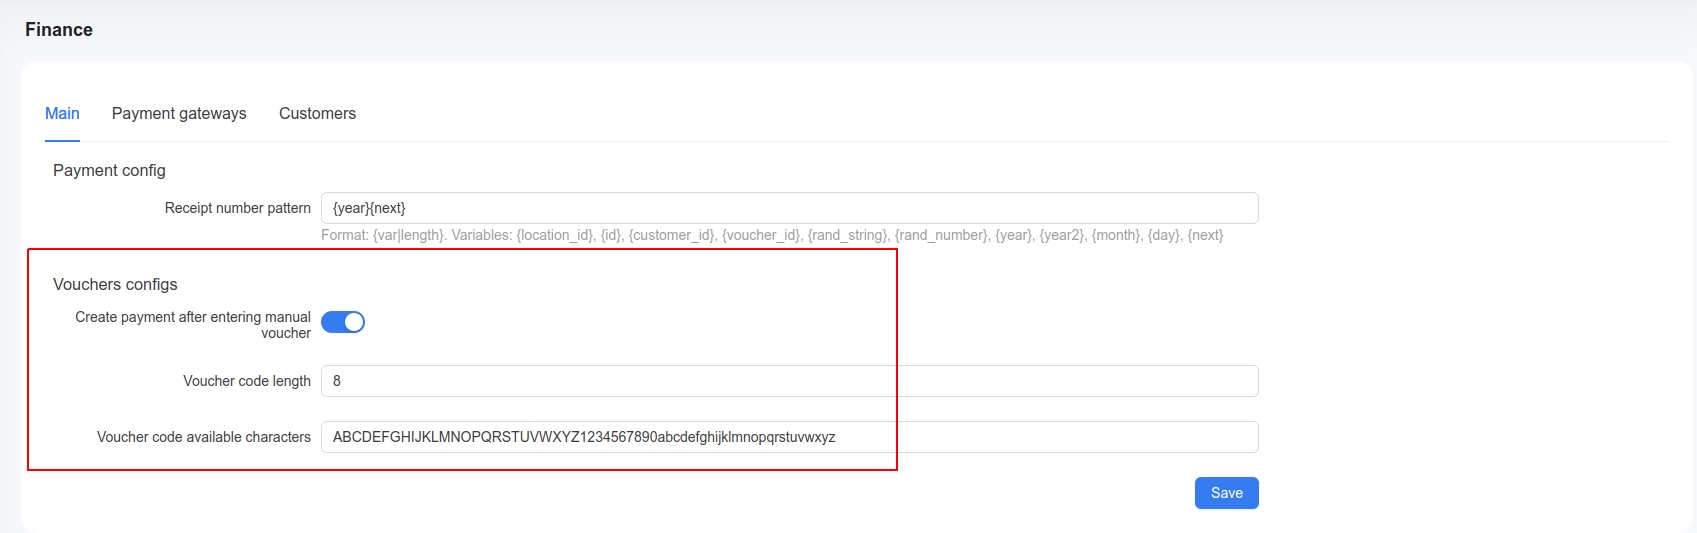 Finance
Main Payment gateways Customers
Payment config
Receipt number pattern {year}{next}
Format: {var|length}. Variables: {location_id}, {id}, {customer_id}, {voucher_id}, {rand_string}, {rand_number}, {year}, {year2}, {month}, {day}, {next}
Vouchers configs
Create payment after entering manual
voucher
Voucher code length 8
Voucher code available characters ABCDEFGHIJKLMNOPQRSTUVWXYZ1234567890abcdefghijklmnopqrstuvwxyz
Save